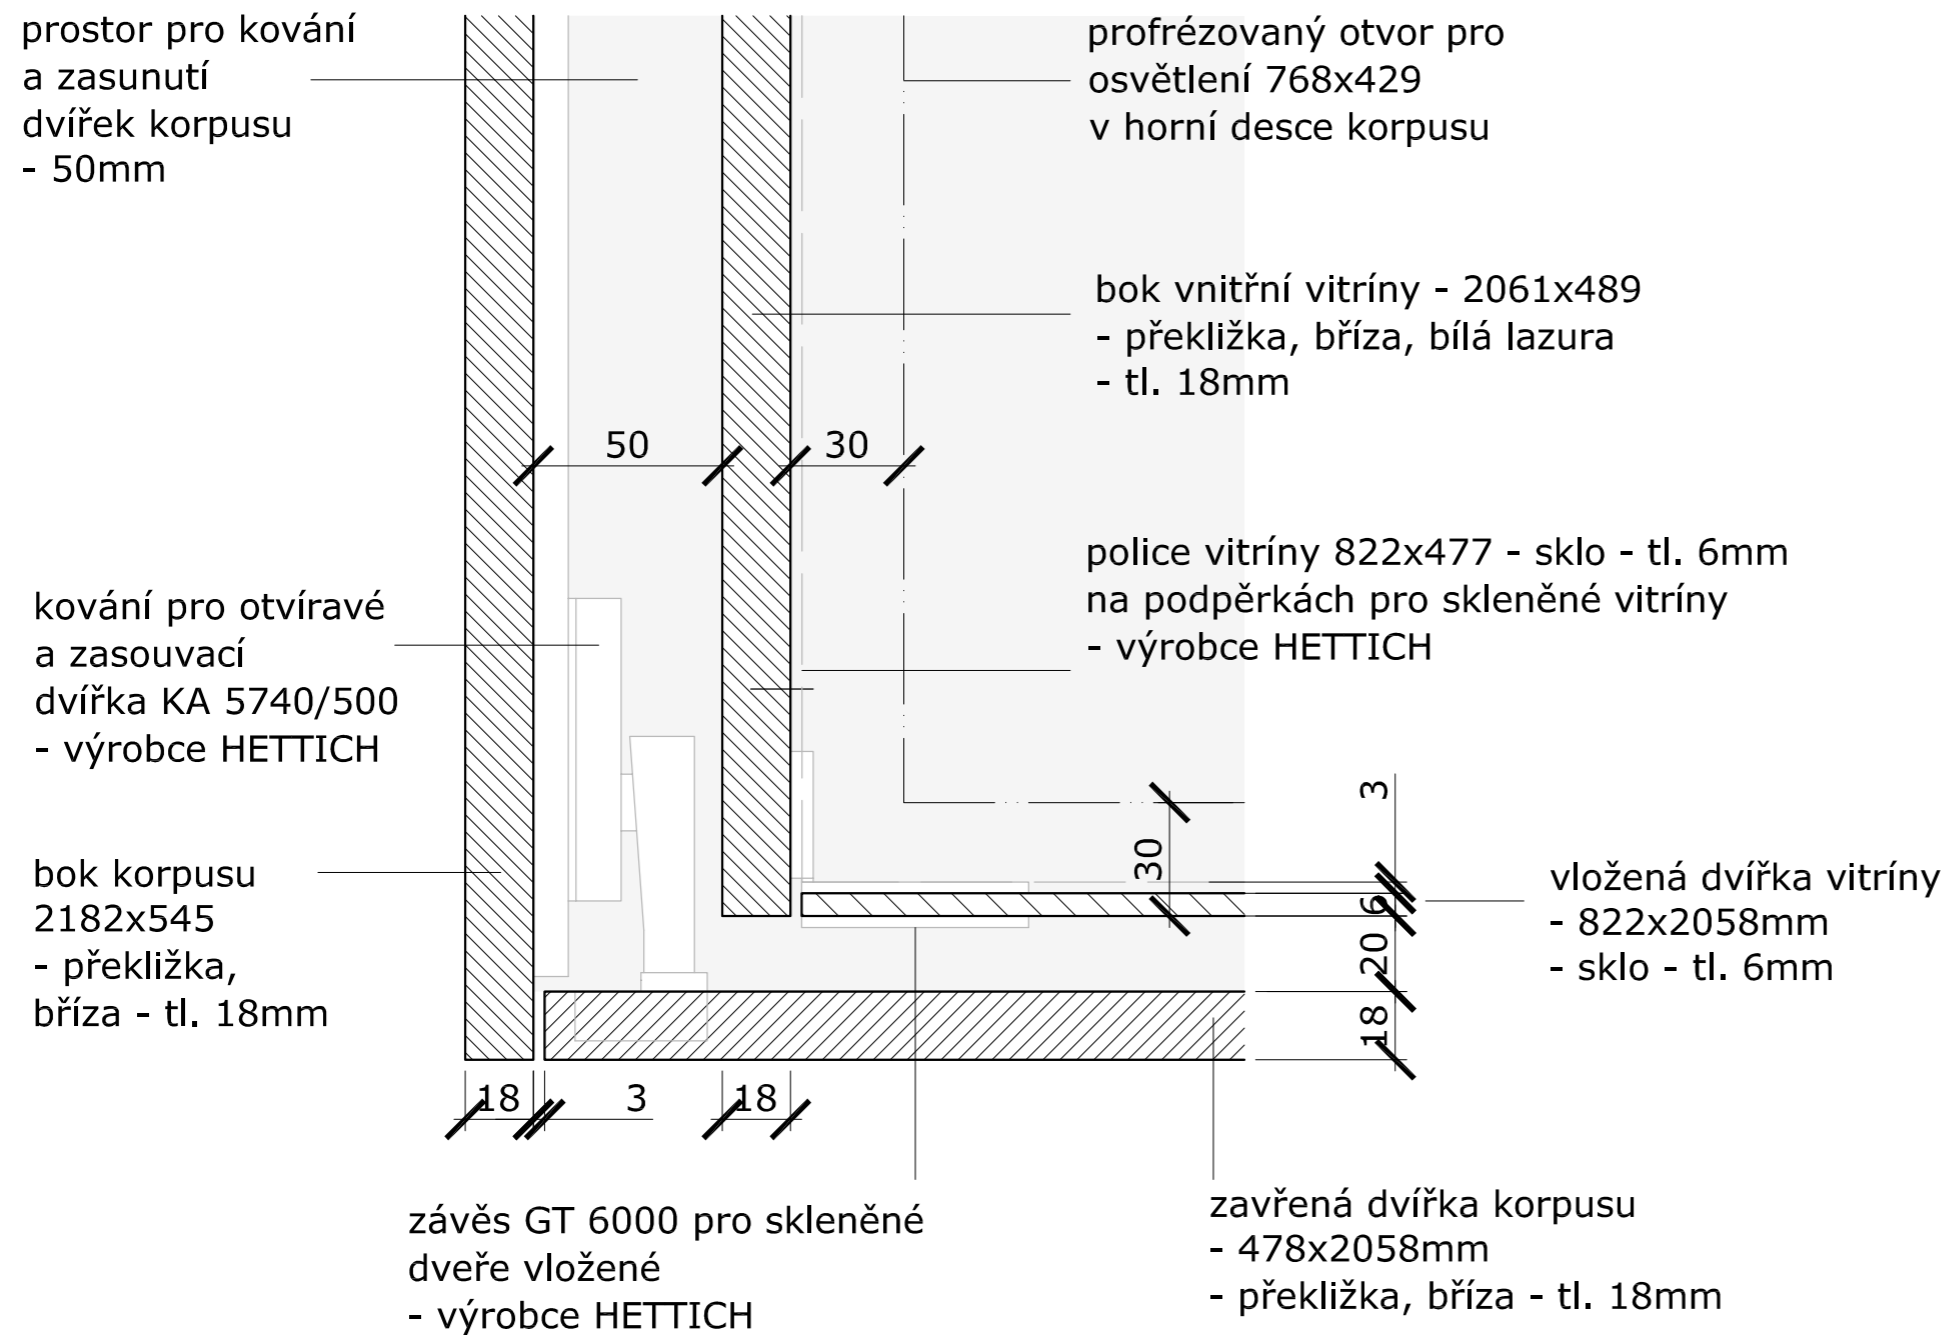 prostor pro kování
a zasunutí
dvířek korpusu
- 50mm
profrézovaný otvor pro
osvětlení 768x429
v horní desce korpusu
bok vnitřní vitríny - 2061x489
- překližka, bříza, bílá lazura
- tl. 18mm
50
30
police vitríny 822x477 - sklo - tl. 6mm
na podpěrkách pro skleněné vitríny
- výrobce HETTICH
kování pro otvíravé
a zasouvací
dvířka KA 5740/500
- výrobce HETTICH
3
30
6
20
18
bok korpusu
2182x545
- překližka,
bříza - tl. 18mm
vložená dvířka vitríny
- 822x2058mm
- sklo - tl. 6mm
18
3
18
závěs GT 6000 pro skleněné
dveře vložené
- výrobce HETTICH
zavřená dvířka korpusu
- 478x2058mm
- překližka, bříza - tl. 18mm